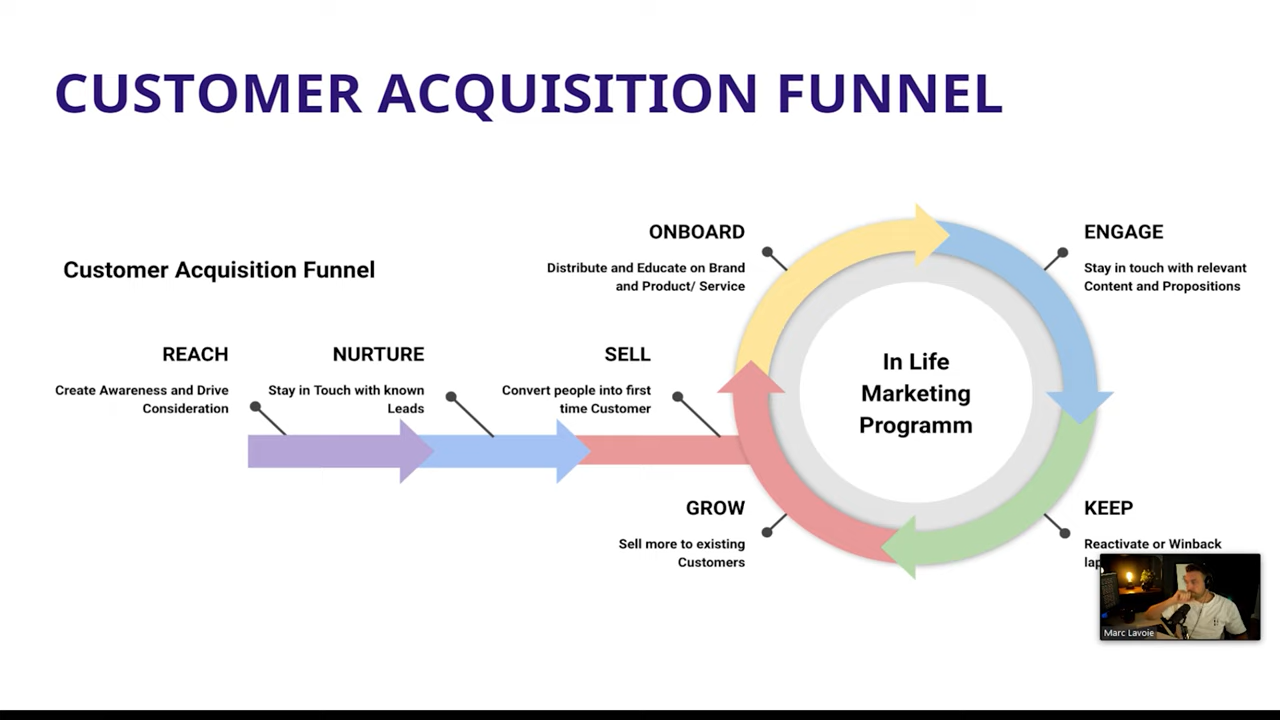 CUSTOMER ACQUISITION FUNNEL
Customer Acquisition Funnel
REACH
Create Awareness and Drive
Consideration
NURTURE
Stay in Touch with known
Leads
SELL
Convert people into first
time Customer
ONBOARD
Distribute and Educate on Brand
and Product/ Service
ENGAGE
Stay in touch with relevant
Content and Propositions
In Life
Marketing
Programm
GROW
Sell more to existing
Customers
KEEP
Reactivate or Winback
Marc Lavoie